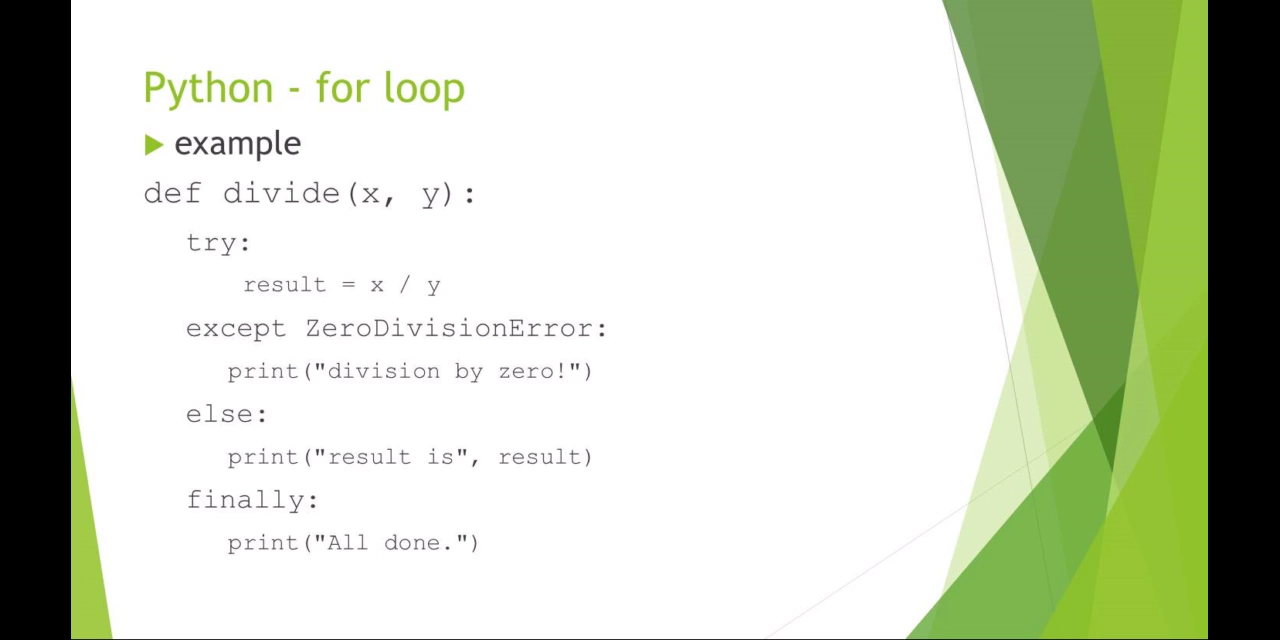 Python - for loop
example
def divide(x, y):
try:
result = x / y
except ZeroDivisionError:
print("division by zero!")
else:
print("result is", result)
finally:
print("All done.")